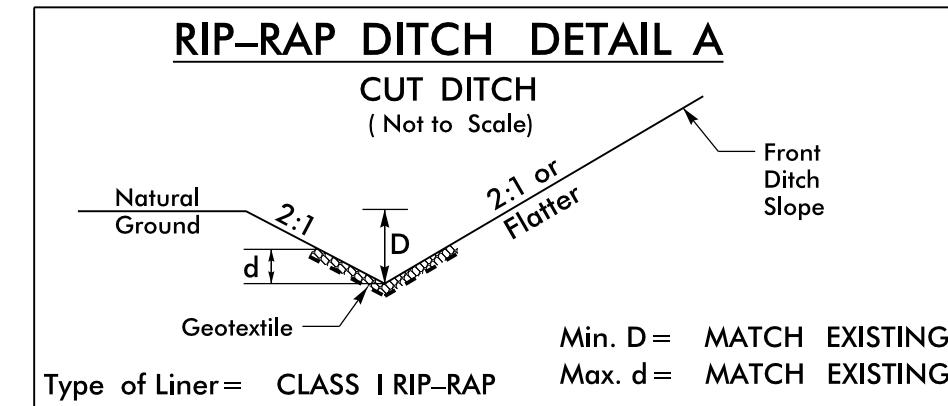 RIP–RAP DITCH DETAIL A
CUT DITCH
( Not to Scale)
Natural
Ground
2:1
D
d
2:1 or
Flatter
Front
Ditch
Slope
Geotextile
Min. D = MATCH EXISTING
Type of Liner = CLASS I RIP–RAP
Max. d = MATCH EXISTING